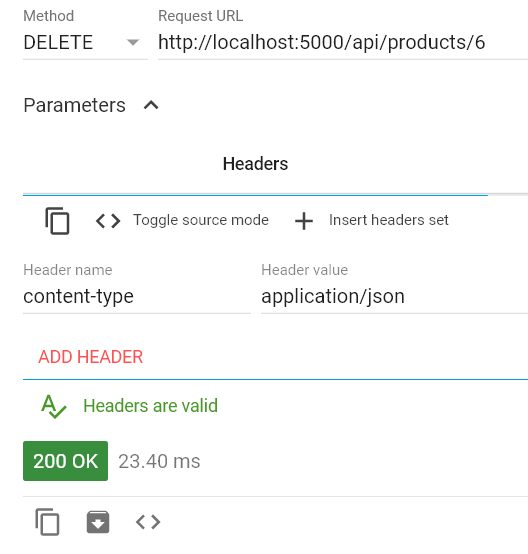 Method Request URL
DELETE http://localhost:5000/api/products/6
Parameters
Headers
Toggle source mode Insert headers set
Header name Header value
content-type application/json
ADD HEADER
Headers are valid
200 OK 23.40 ms